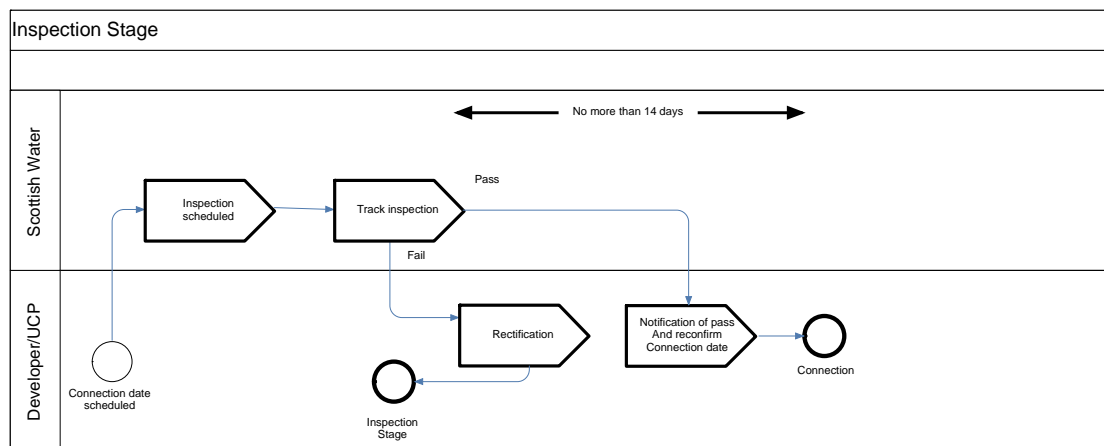 Inspection Stage
Scottish Water
No more than 14 days
Inspection
scheduled
Track inspection
Pass
Fail
Developer/UCP
Connection date
scheduled
Rectification
Inspection
Stage
Notification of pass
And reconfirm
Connection date
Connection